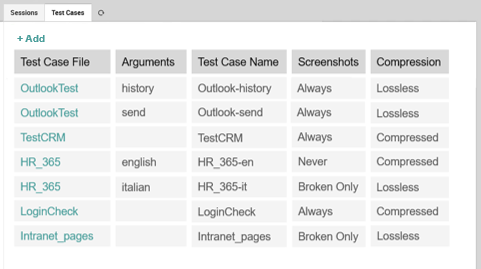 Sessions Test Cases
+ Add
Test Case File Arguments Test Case Name Screenshots Compression
OutlookTest history Outlook-history Always Lossless
OutlookTest send Outlook-send Always Lossless
TestCRM TestCRM Always Compressed
HR_365 english HR_365-en Never Compressed
HR_365 italian HR_365-it Broken Only Lossless
LoginCheck LoginCheck Always Compressed
Intranet_pages Intranet_pages Broken Only Lossless